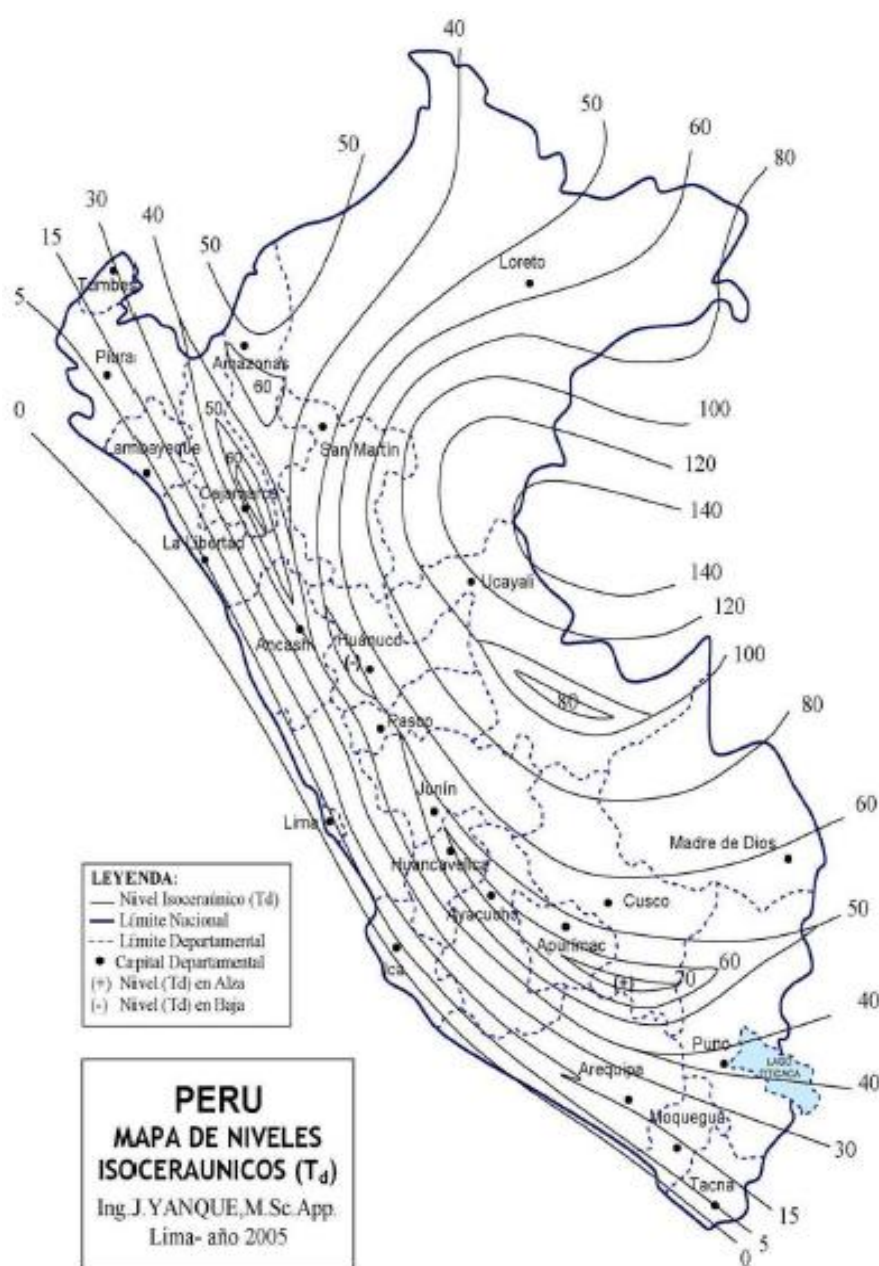 40
50
60
80
50
30
40
15
50
5
0
Tumbes
Loreto
Piura
Amazonas
60
50
Lambayeque
San Martín
60
Cajamarca
100
120
140
La Libertad
140
Ucayali
120
Ancash
Huánuco
(-)
100
80
80
Pasco
Junín
60
Lima
Madre de Dios
Huancavelica
Ayacucho
Cusco
50
Apurímac
Ica
60
(+)
70
40
Puno
LAGO
TITICACA
Arequipa
40
Moquegua
30
Tacna
15
5
0
LEYENDA:
Nivel Isoceraúnico (Td)
Límite Nacional
Límite Departamental
Capital Departamental
(+) Nivel (Td) en Alza
(-) Nivel (Td) en Baja
PERU
MAPA DE NIVELES
ISOCERAUNICOS (Td)
Ing.J.YANQUE,M.Sc.App.
Lima- año 2005